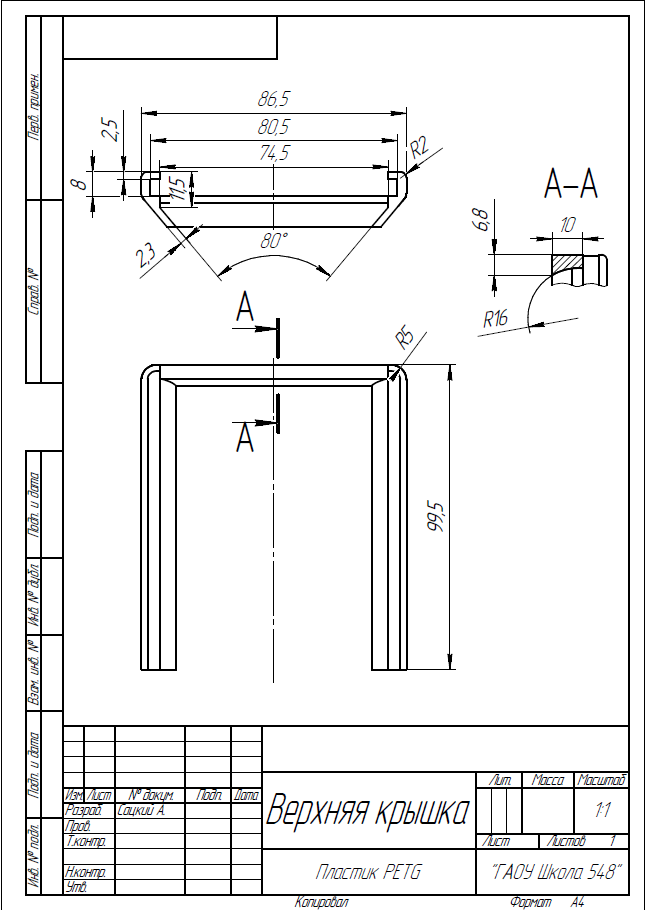 Перв. примен.
Справ. №
Подп. и дата
Инв. № дубл.
Взам. инв. №
Подп. и дата
Инв. № подл.
86,5
80,5
74,5
2,5
8
11,5
R2
2,3
80°
А-А
10
6,8
R16
А
А
R5
99,5
Изм. Лист № докум. Подп. Дата
Разраб. Сацкий А.
Пров.
Т.контр.
Н.контр.
Утв.
Верхняя крышка
Лит. Масса Масштаб
1:1
Лист Листов 1
Пластик PETG
"ГАОУ Школа 548"
Копировал Формат А4